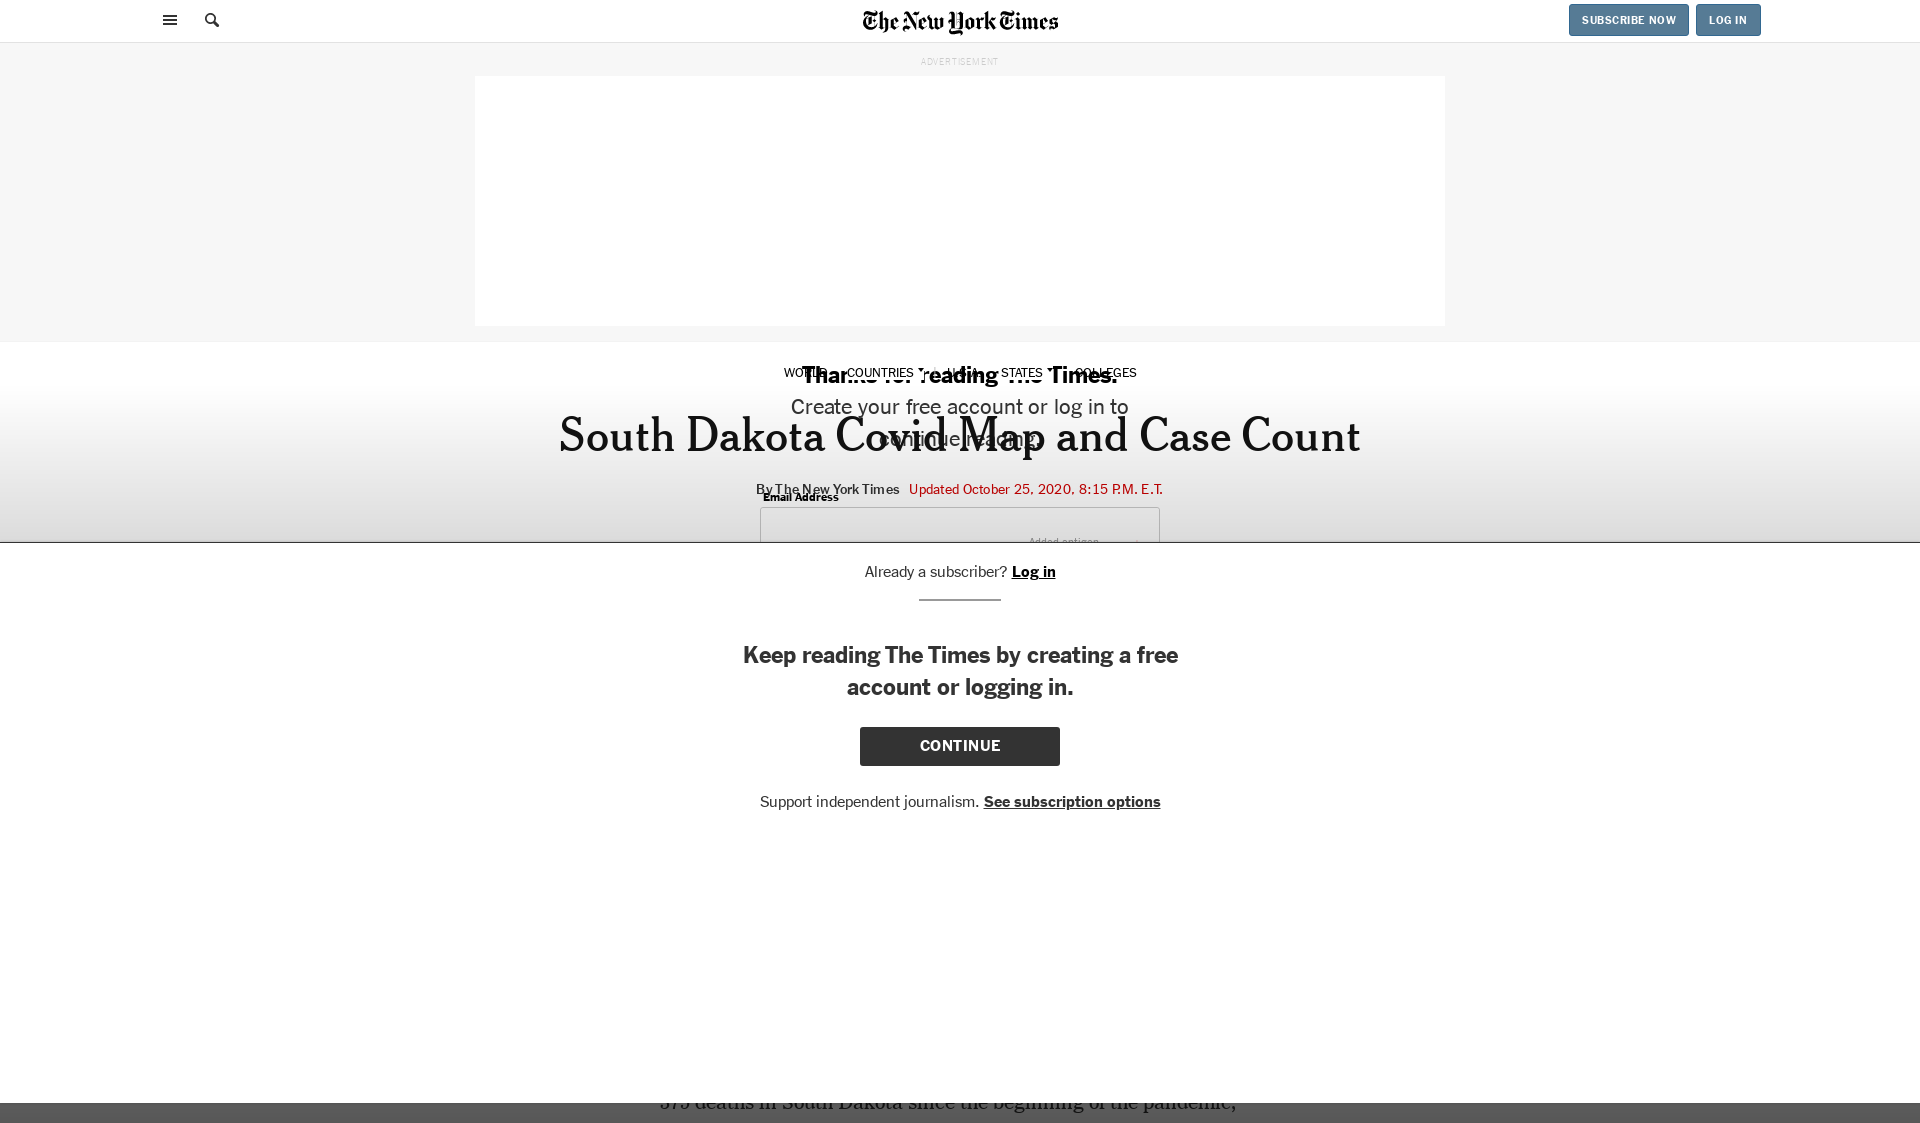 The New York Times
SUBSCRIBE NOW
LOG IN
ADVERTISEMENT
WORLD COUNTRIES U.S.A. STATES COLLEGES
Thanks for reading The Times.
Create your free account or log in to
continue reading.
South Dakota Covid Map and Case Count
By The New York Times Updated October 25, 2020, 8:15 P.M. E.T.
Email Address
Added antigen
Already a subscriber? Log in
Keep reading The Times by creating a free
account or logging in.
CONTINUE
Support independent journalism. See subscription options
375 deaths in South Dakota since the beginning of the pandemic,